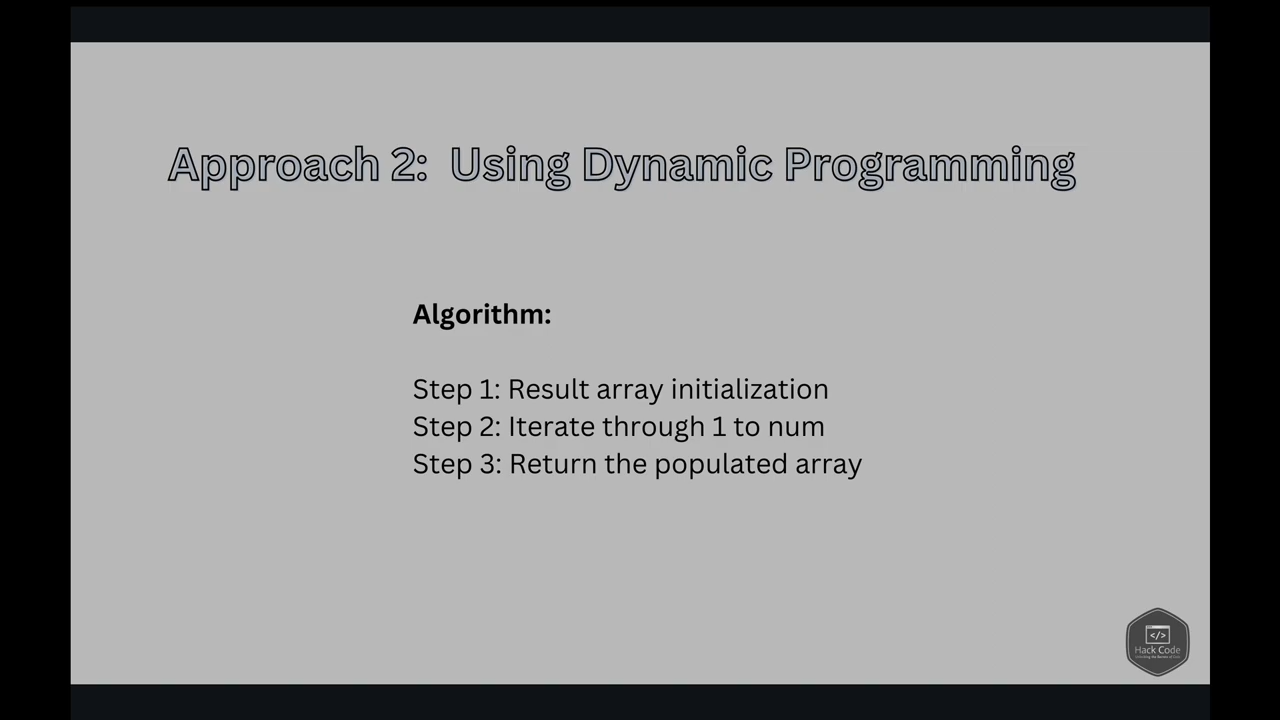 Approach 2: Using Dynamic Programming
Algorithm:
Step 1: Result array initialization
Step 2: Iterate through 1 to num
Step 3: Return the populated array
</>
Hack Code